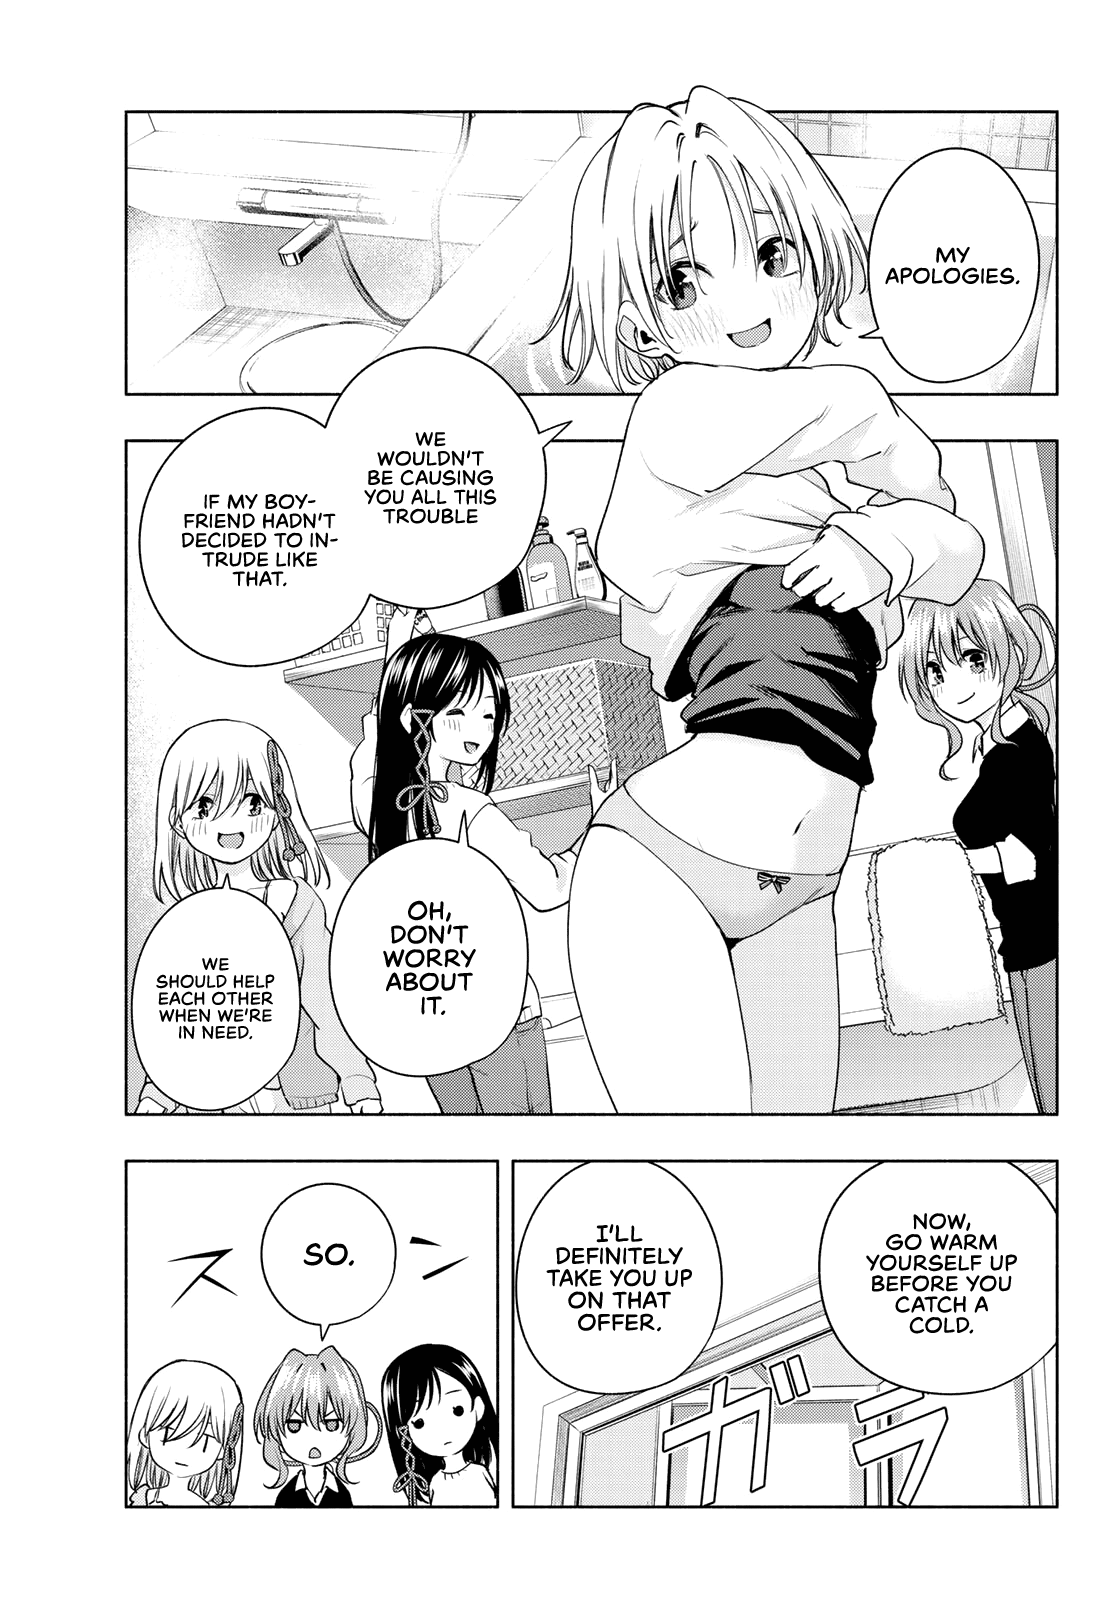 MY
APOLOGIES.
WE
WOULDN'T
BE CAUSING
YOU ALL THIS
TROUBLE
IF MY BOY-
FRIEND HADN'T
DECIDED TO IN-
TRUDE LIKE
THAT.
OH,
DON'T
WORRY
ABOUT
IT.
WE
SHOULD HELP
EACH OTHER
WHEN WE'RE
IN NEED.
NOW,
GO WARM
YOURSELF UP
BEFORE YOU
CATCH A
COLD.
I'LL
DEFINITELY
TAKE YOU UP
ON THAT
OFFER.
ガラ
SO.
スン